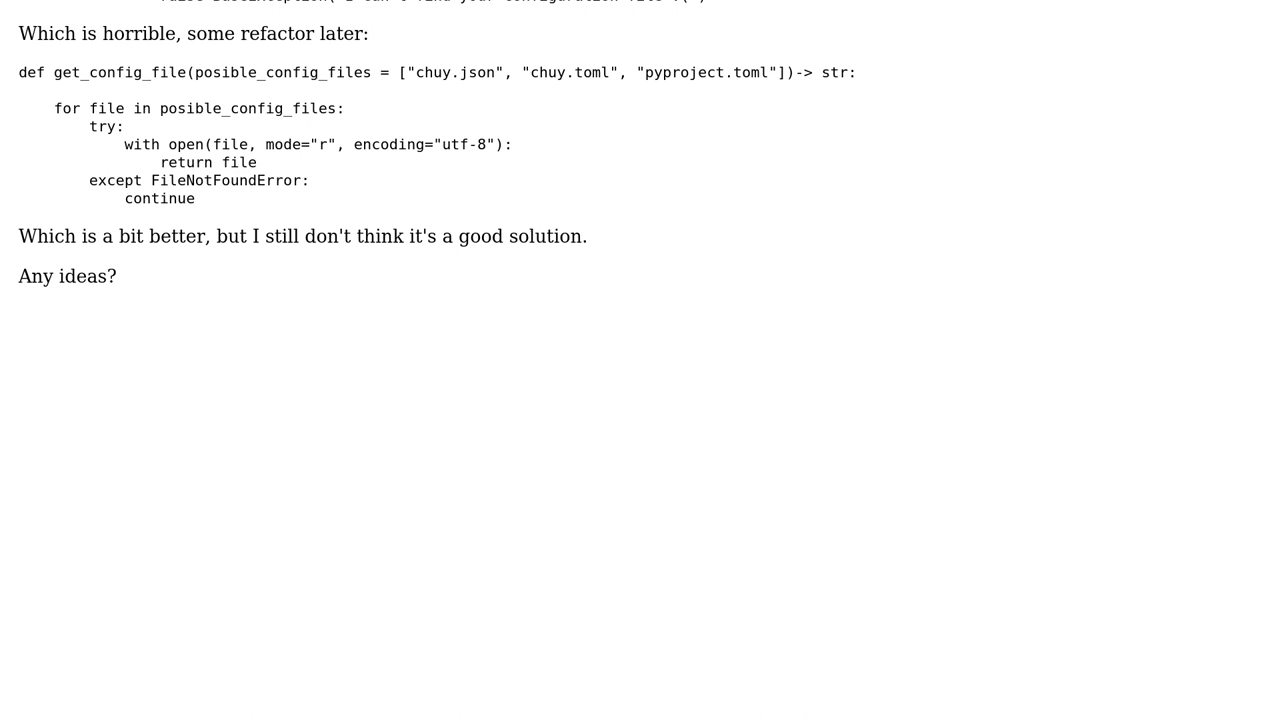 Which is horrible, some refactor later:
def get_config_file(posible_config_files = ["chuy.json", "chuy.toml", "pyproject.toml"])-> str:
for file in posible_config_files:
try:
with open(file, mode="r", encoding="utf-8"):
return file
except FileNotFoundError:
continue
Which is a bit better, but I still don't think it's a good solution.
Any ideas?